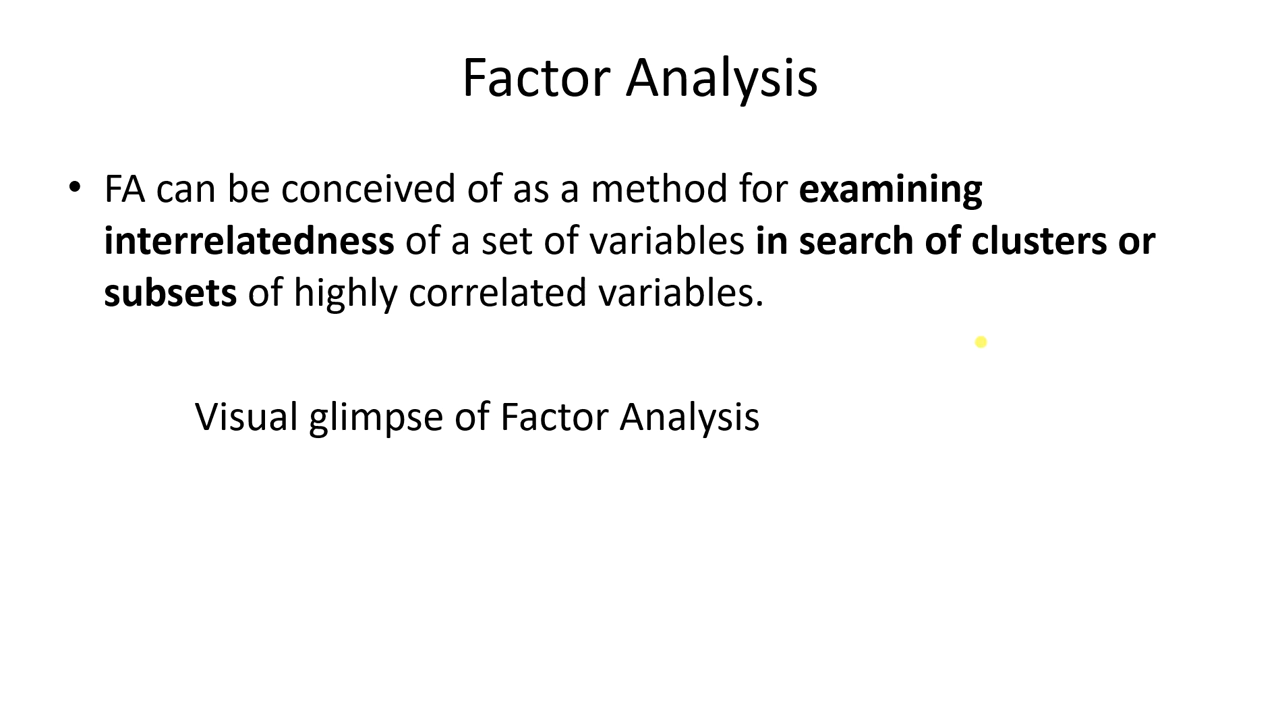 Factor Analysis
• FA can be conceived of as a method for examining
interrelatedness of a set of variables in search of clusters or
subsets of highly correlated variables.
Visual glimpse of Factor Analysis